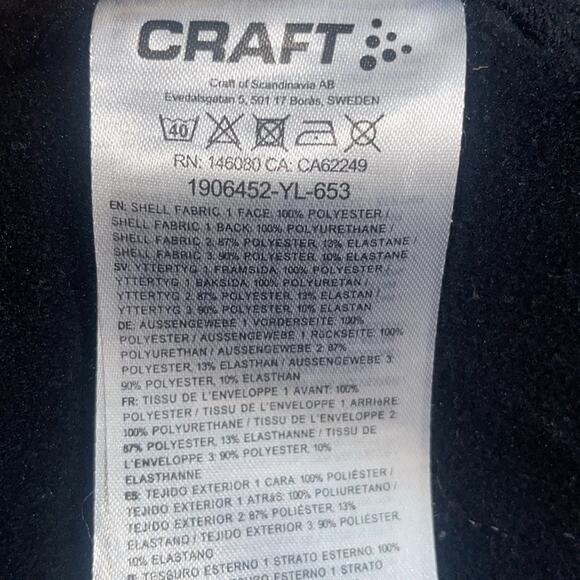 CRAFT
Craft of Scandinavia AB
Evedalsgatan 5, 501 17 Borås, SWEDEN
40
RN: 146080 CA: CA62249
1906452-YL-653
EN: SHELL FABRIC 1 FACE: 100% POLYESTER /
SHELL FABRIC 1 BACK: 100% POLYURETHANE /
SHELL FABRIC 2: 87% POLYESTER, 13% ELASTANE /
SHELL FABRIC 3: 90% POLYESTER, 10% ELASTANE
SV: YTTERTYG 1 FRAMSIDA: 100% POLYESTER /
YTTERTYG 1 BAKSIDA: 100% POLYURETAN /
YTTERTYG 2: 87% POLYESTER, 13% ELASTAN /
YTTERTYG 3: 90% POLYESTER, 10% ELASTAN
DE: AUSSENGEWEBE 1 VORDERSEITE: 100%
POLYESTER / AUSSENGEWEBE 1 RÜCKSEITE: 100%
POLYURETHAN / AUSSENGEWEBE 2: 87%
POLYESTER, 13% ELASTHAN / AUSSENGEWEBE 3:
90% POLYESTER, 10% ELASTHAN
FR: TISSU DE L'ENVELOPPE 1 AVANT: 100%
POLYESTER / TISSU DE L'ENVELOPPE 1 ARRIèRE:
100% POLYURETHANE / TISSU DE L'ENVELOPPE 2:
87% POLYESTER, 13% ELASTHANNE / TISSU DE
L'ENVELOPPE 3: 90% POLYESTER, 10%
ELASTHANNE
ES: TEJIDO EXTERIOR 1 CARA: 100% POLIÉSTER /
TEJIDO EXTERIOR 1 ATRáS: 100% POLIURETANO /
TEJIDO EXTERIOR 2: 87% POLIÉSTER, 13%
ELASTANO / TEJIDO EXTERIOR 3: 90% POLIÉSTER,
10% ELASTANO
TESSURO ESTERNO 1 STRATO ESTERNO: 100%